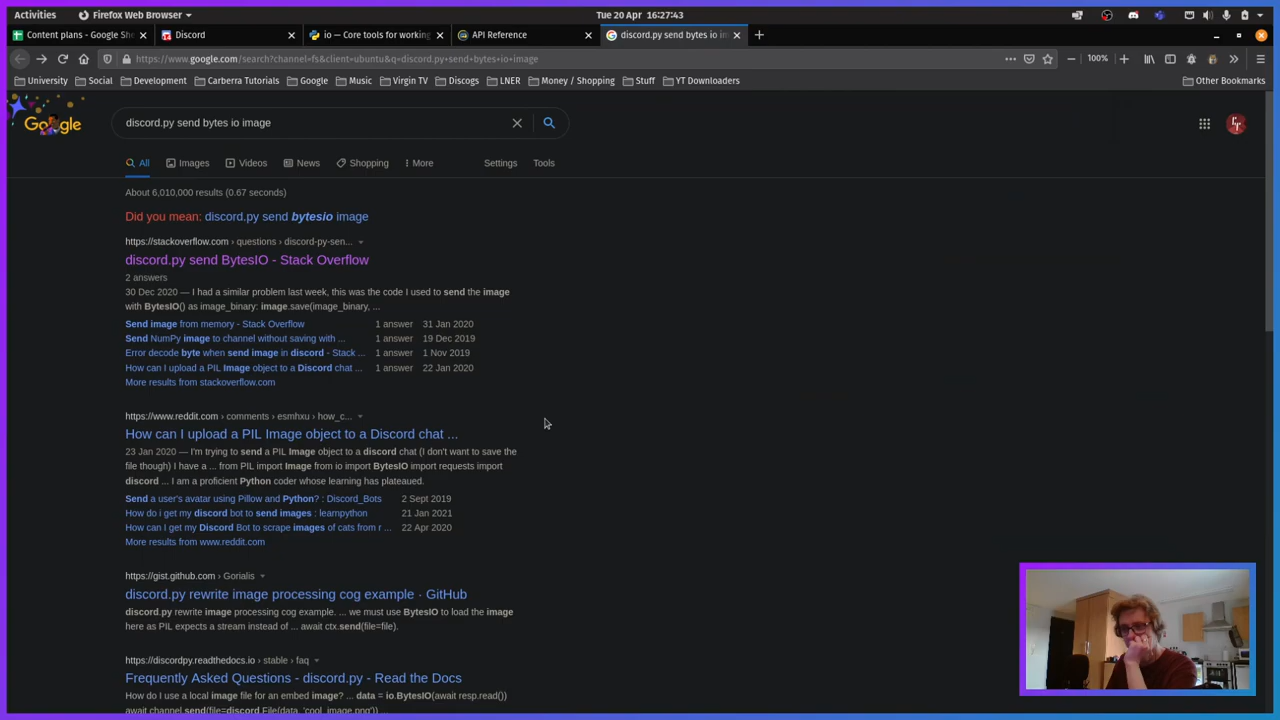 Activities
Firefox Web Browser
Tue 20 Apr 16:27:43
Content plans - Google She
Discord
io — Core tools for working
API Reference
discord.py send bytes io im
https://www.google.com/search?channel=fs&client=ubuntu&q=discord.py+send+bytes+io+image
100%
University
Social
Development
Carberra Tutorials
Google
Music
Virgin TV
Discogs
LNER
Money / Shopping
Stuff
YT Downloaders
Other Bookmarks
Google
discord.py send bytes io image
All
Images
Videos
News
Shopping
More
Settings
Tools
About 6,010,000 results (0.67 seconds)
Did you mean: discord.py send bytesio image
https://stackoverflow.com › questions › discord-py-sen...
discord.py send BytesIO - Stack Overflow
2 answers
30 Dec 2020 — I had a similar problem last week, this was the code I used to send the image
with BytesIO() as image_binary: image.save(image_binary, ...
Send image from memory - Stack Overflow 1 answer 31 Jan 2020
Send NumPy image to channel without saving with ... 1 answer 19 Dec 2019
Error decode byte when send image in discord - Stack ... 1 answer 1 Nov 2019
How can I upload a PIL Image object to a Discord chat ... 1 answer 22 Jan 2020
More results from stackoverflow.com
https://www.reddit.com › comments › esmhxu › how_c...
How can I upload a PIL Image object to a Discord chat ...
23 Jan 2020 — I'm trying to send a PIL Image object to a discord chat (I don't want to save the
file though) I have a ... from PIL import Image from io import BytesIO import requests import
discord ... I am a proficient Python coder whose learning has plateaued.
Send a user's avatar using Pillow and Python? : Discord_Bots 2 Sept 2019
How do i get my discord bot to send images : learnpython 21 Jan 2021
How can I get my Discord Bot to scrape images of cats from r ... 22 Apr 2020
More results from www.reddit.com
https://gist.github.com › Gorialis
discord.py rewrite image processing cog example · GitHub
discord.py rewrite image processing cog example. ... we must use BytesIO to load the image
here as PIL expects a stream instead of ... await ctx.send(file=file).
https://discordpy.readthedocs.io › stable › faq
Frequently Asked Questions - discord.py - Read the Docs
How do I use a local image file for an embed image? ... data = io.BytesIO(await resp.read())
await channel.send(file=discord.File(data, 'cool_image.png')) ...